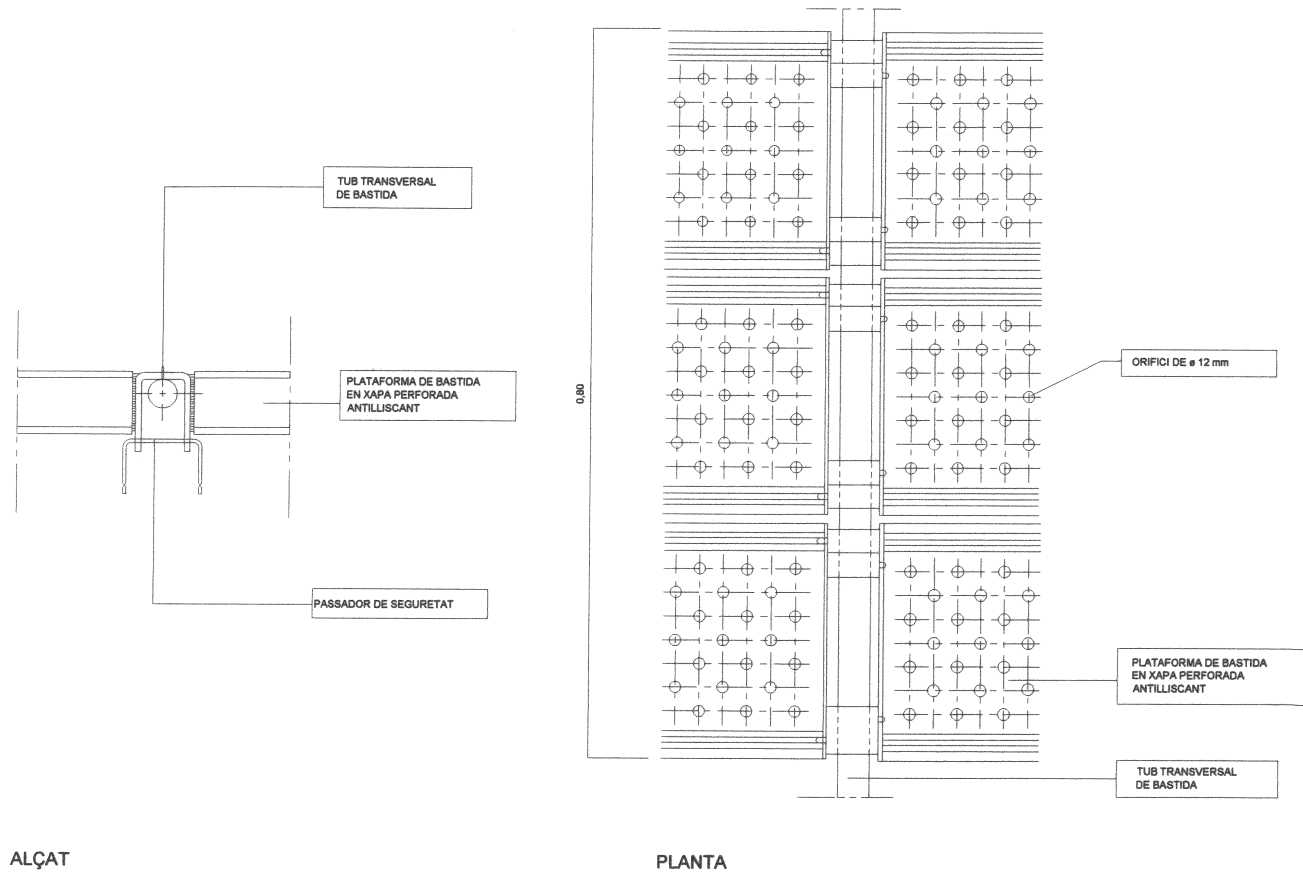 TUB TRANSVERSAL
DE BASTIDA
PLATAFORMA DE BASTIDA
EN XAPA PERFORADA
ANTILLISCANT
PASSADOR DE SEGURETAT
ALÇAT
0,80
ORIFICI DE ø 12 mm
PLATAFORMA DE BASTIDA
EN XAPA PERFORADA
ANTILLISCANT
TUB TRANSVERSAL
DE BASTIDA
PLANTA